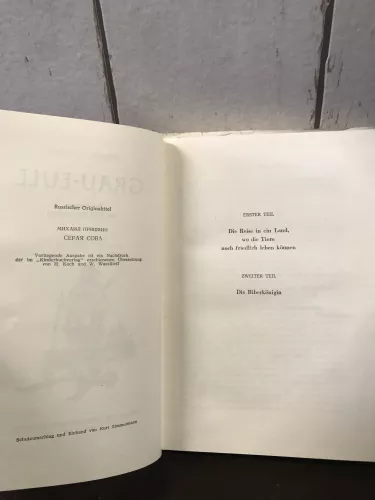 GRAU-EULE
Russischer Originaltitel
МИХАИЛ ПРИШВИН
СЕРАЯ СОВА
Vorliegende Ausgabe ist ein Nachdruck
der im „Kinderbuchverlag" erschienenen Übersetzung
von H. Koch und W.
Schutzumschlag und Einband von Kurt Zimmermann
ERSTER TEIL
Die Reise in ein Land,
wo die Tiere
noch friedlich leben können
ZWEITER TEIL
Die Biberkönigin